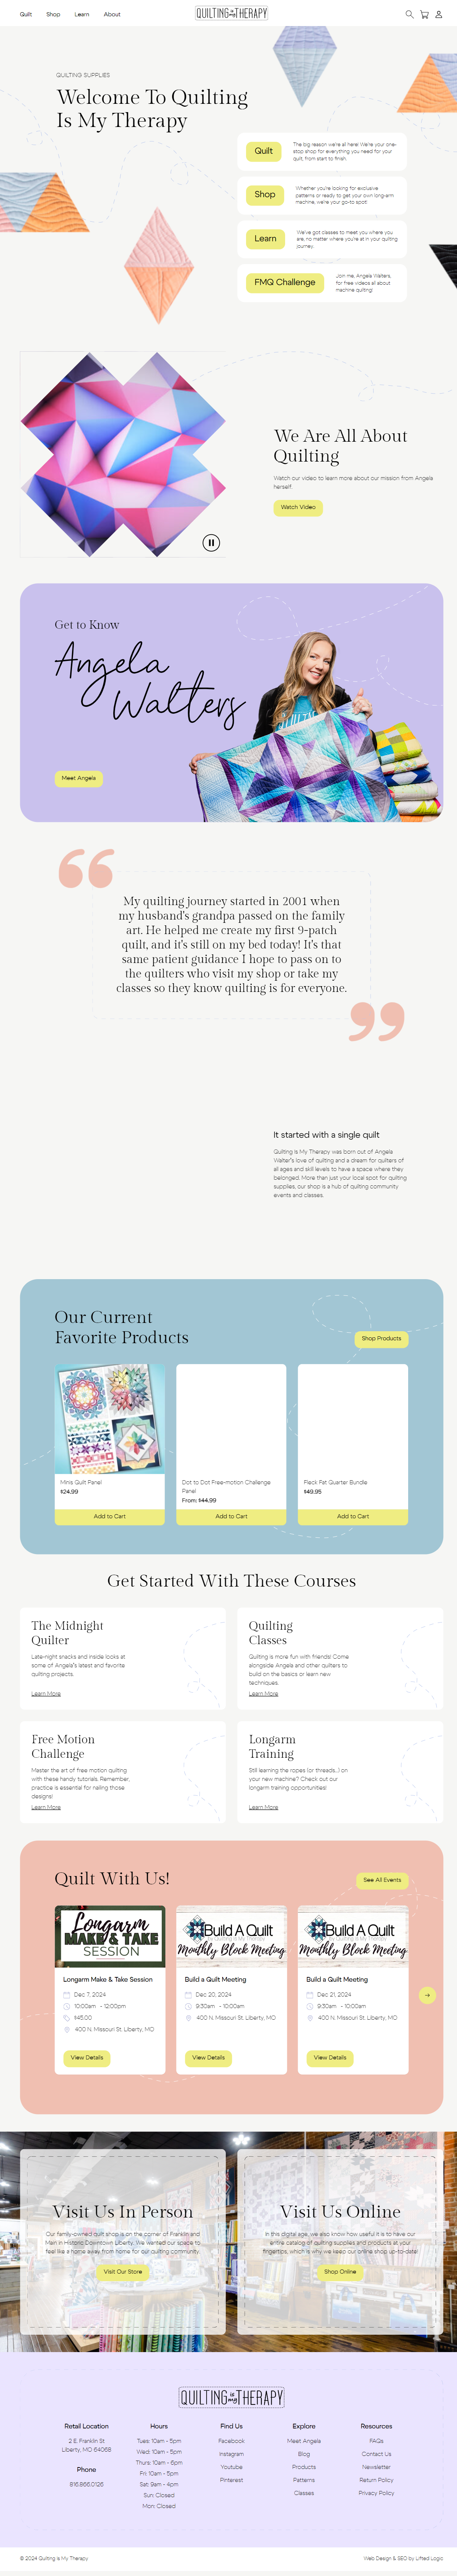 Quilt
Shop
Learn
About
QUILTING is my THERAPY
QUILTING SUPPLIES
Welcome To Quilting
Is My Therapy
Quilt
The big reason we're all here! We're your one-
stop shop for everything you need for your
quilt, from start to finish.
Shop
Whether you're looking for exclusive
patterns or ready to get your own long-arm
machine, we're your go-to spot!
Learn
We've got classes to meet you where you
are, no matter where you're at in your quilting
journey.
FMQ Challenge
Join me, Angela Walters,
for free videos all about
machine quilting!
We Are All About
Quilting
Watch our video to learn more about our mission from Angela
herself.
Watch Video
Get to Know
Angela
Walters
Meet Angela
My quilting journey started in 2001 when
my husband's grandpa passed on the family
art. He helped me create my first 9-patch
quilt, and it's still on my bed today! It's that
same patient guidance I hope to pass on to
the quilters who visit my shop or take my
classes so they know quilting is for everyone.
It started with a single quilt
Quilting Is My Therapy was born out of Angela
Walter's love of quilting and a dream for quilters of
all ages and skill levels to have a space where they
belonged. More than just your local spot for quilting
supplies, our shop is a hub of quilting community
events and classes.
Our Current
Favorite Products
Shop Products
Minis Quilt Panel
$24.99
Add to Cart
Dot to Dot Free-motion Challenge
Panel
From: $44.99
Add to Cart
Fleck Fat Quarter Bundle
$49.95
Add to Cart
Get Started With These Courses
The Midnight
Quilter
Late-right snacks and inside looks at
some of Angela's latest and favorite
quilting projects.
Learn More
Quilting
Classes
Quilting is more fun with friends! Come
alongside Angela and other quilters to
build on the basics or learn new
techniques.
Learn More
Free Motion
Challenge
Master the art of free motion quilting
with these handy tutorials. Remember,
practice is essential for nailing those
designs!
Learn More
Longarm
Training
Still learning the ropes (or threads...) on
your new machine? Check out our
longarm training opportunities!
Learn More
Quilt With Us!
See All Events
Longarm
MAKE & TAKE
SESSION
Longarm Make & Take Session
Dec 7, 2024
10:00am - 12:00pm
$45.00
400 N. Missouri St. Liberty, MO
View Details
Build A Quilt
Quilting Is My Therapy
Monthly Block Meeting
Build a Quilt Meeting
Dec 20, 2024
9:30am - 10:00am
400 N. Missouri St. Liberty, MO
View Details
Build A Quilt
Quilting Is My Therapy
Monthly Block Meeting
Build a Quilt Meeting
Dec 21, 2024
9:30am - 10:00am
400 N. Missouri St. Liberty, MO
View Details
Visit Us In Person
Our family-owned quilt shop is on the corner of Franklin and
Main in Historic Downtown Liberty. We wanted our space to
feel like a home away from home for our quilting community.
Visit Our Store
Visit Us Online
In this digital age, we also know how useful it is to have our
entire catalog of quilting supplies and products at your
fingertips, which is why we keep our online shop up-to-date!
Shop Online
QUILTING is my THERAPY
Retail Location
2 E. Franklin St
Liberty, MO 64068
Phone
816.866.0126
Hours
Tues: 10am - 5pm
Wed: 10am - 5pm
Thurs: 10am - 6pm
Fri: 10am - 5pm
Sat: 9am - 4pm
Sun: Closed
Mon: Closed
Find Us
Facebook
Instagram
Youtube
Pinterest
Explore
Meet Angela
Blog
Products
Patterns
Classes
Resources
FAQs
Contact Us
Newsletter
Return Policy
Privacy Policy
© 2024 Quilting Is My Therapy
Web Design & SEO by Lifted Logic